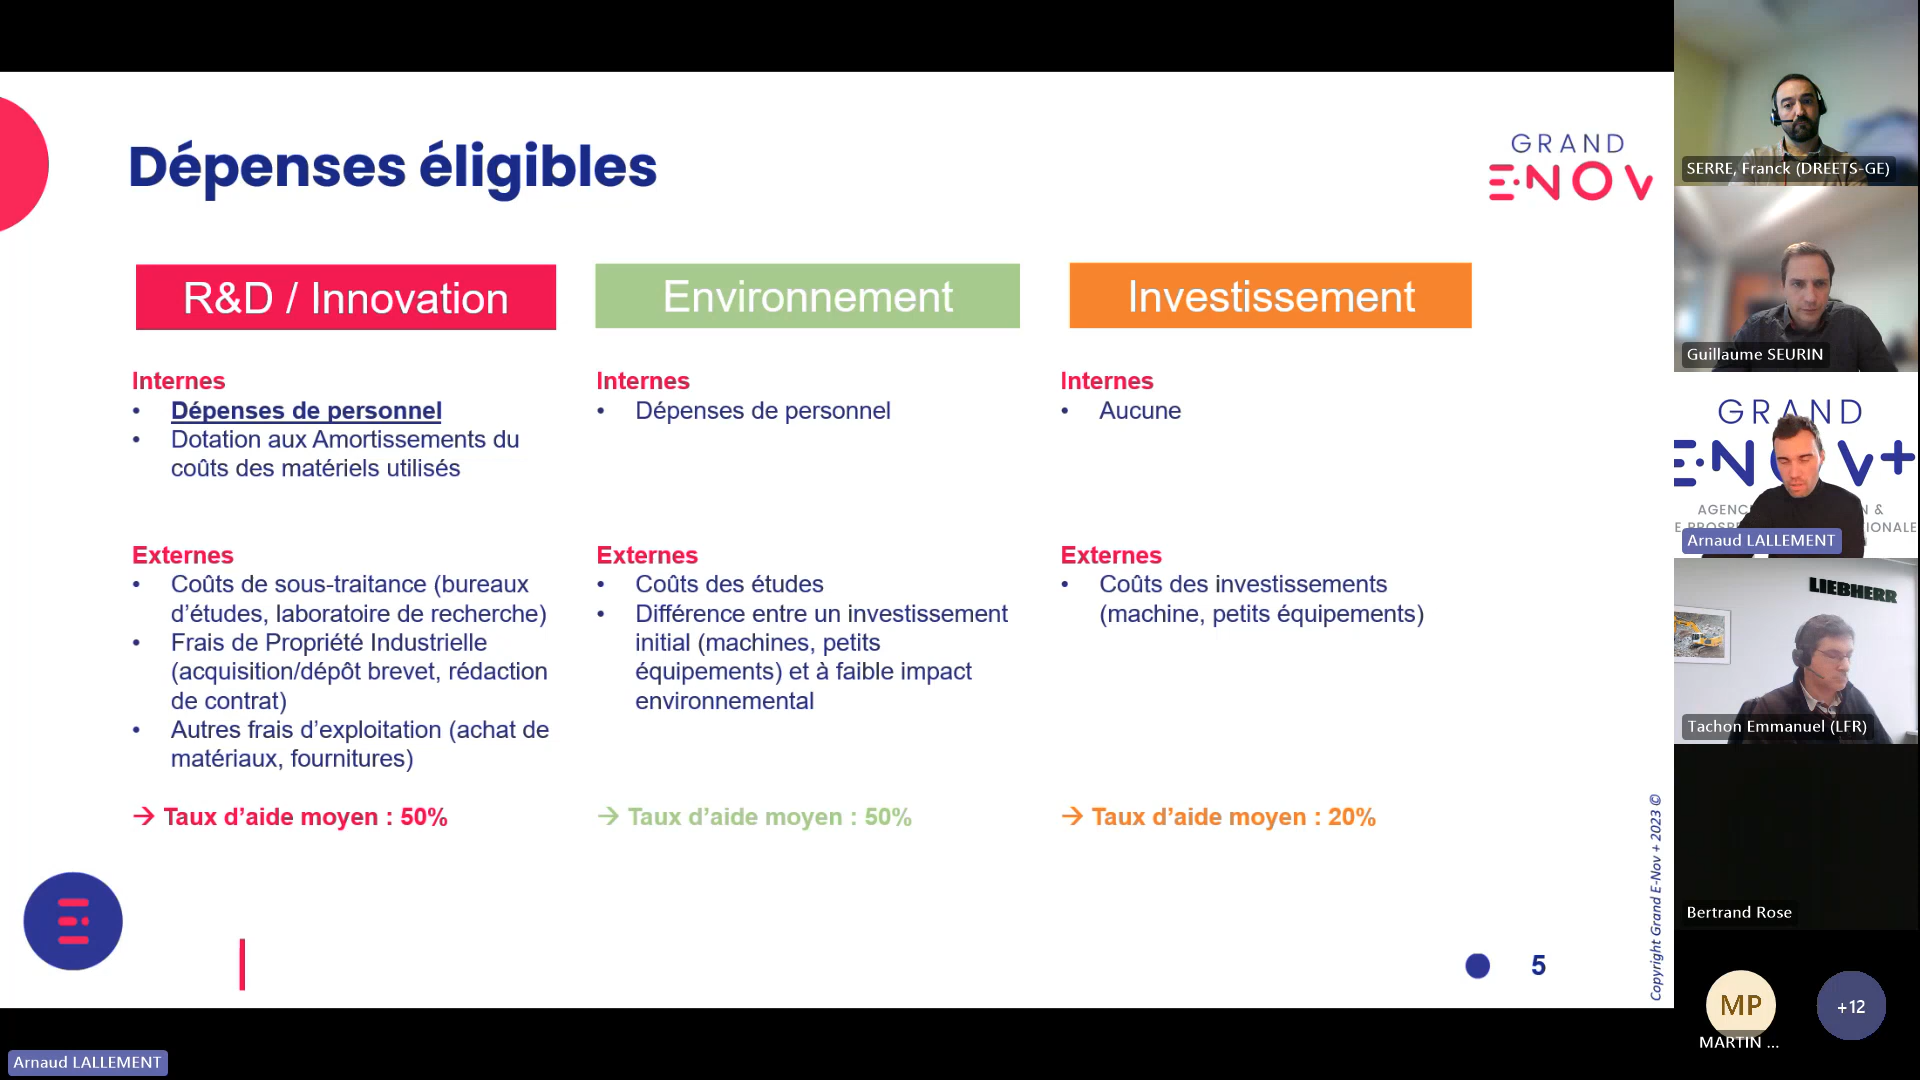 Dépenses éligibles
GRAND
E·NOV
R&D / Innovation
Internes
• Dépenses de personnel
• Dotation aux Amortissements du
coûts des matériels utilisés
Externes
• Coûts de sous-traitance (bureaux
d’études, laboratoire de recherche)
• Frais de Propriété Industrielle
(acquisition/dépôt brevet, rédaction
de contrat)
• Autres frais d’exploitation (achat de
matériaux, fournitures)
→ Taux d’aide moyen : 50%
Environnement
Internes
• Dépenses de personnel
Externes
• Coûts des études
• Différence entre un investissement
initial (machines, petits
équipements) et à faible impact
environnemental
→ Taux d’aide moyen : 50%
Investissement
Internes
• Aucune
Externes
• Coûts des investissements
(machine, petits équipements)
→ Taux d’aide moyen : 20%
Copyright Grand E-Nov + 2023 ©
5
Arnaud LALLEMENT
SERRE, Franck (DREETS-GE)
Guillaume SEURIN
GRAND
E·NOV+
Arnaud LALLEMENT
LIEBHERR
Tachon Emmanuel (LFR)
Bertrand Rose
MP
MARTIN ...
+12